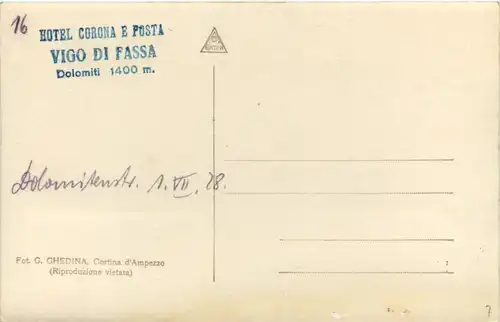 16
HOTEL CORONA E POSTA
VIGO DI FASSA
Dolomiti 1400 m.
Dolomitenstr. 1. VII. 28.
Fot. G. GHEDINA, Cortina d'Ampezzo
(Riproduzione vietata)
7